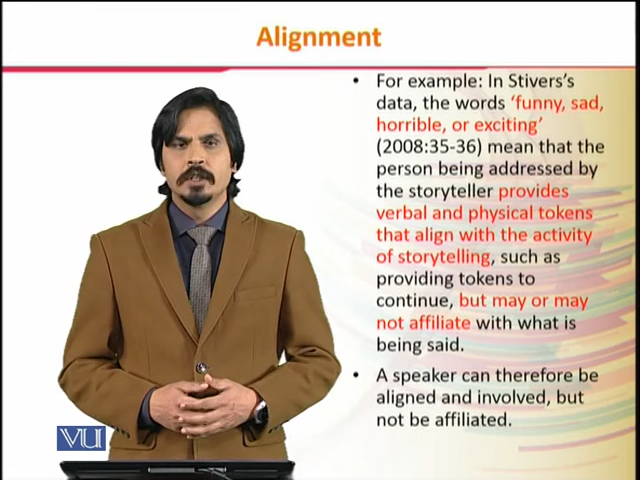 Alignment
• For example: In Stivers's
data, the words 'funny, sad,
horrible, or exciting'
(2008:35-36) mean that the
person being addressed by
the storyteller provides
verbal and physical tokens
that align with the activity
of storytelling, such as
providing tokens to
continue, but may or may
not affiliate with what is
being said.
• A speaker can therefore be
aligned and involved, but
not be affiliated.
VU